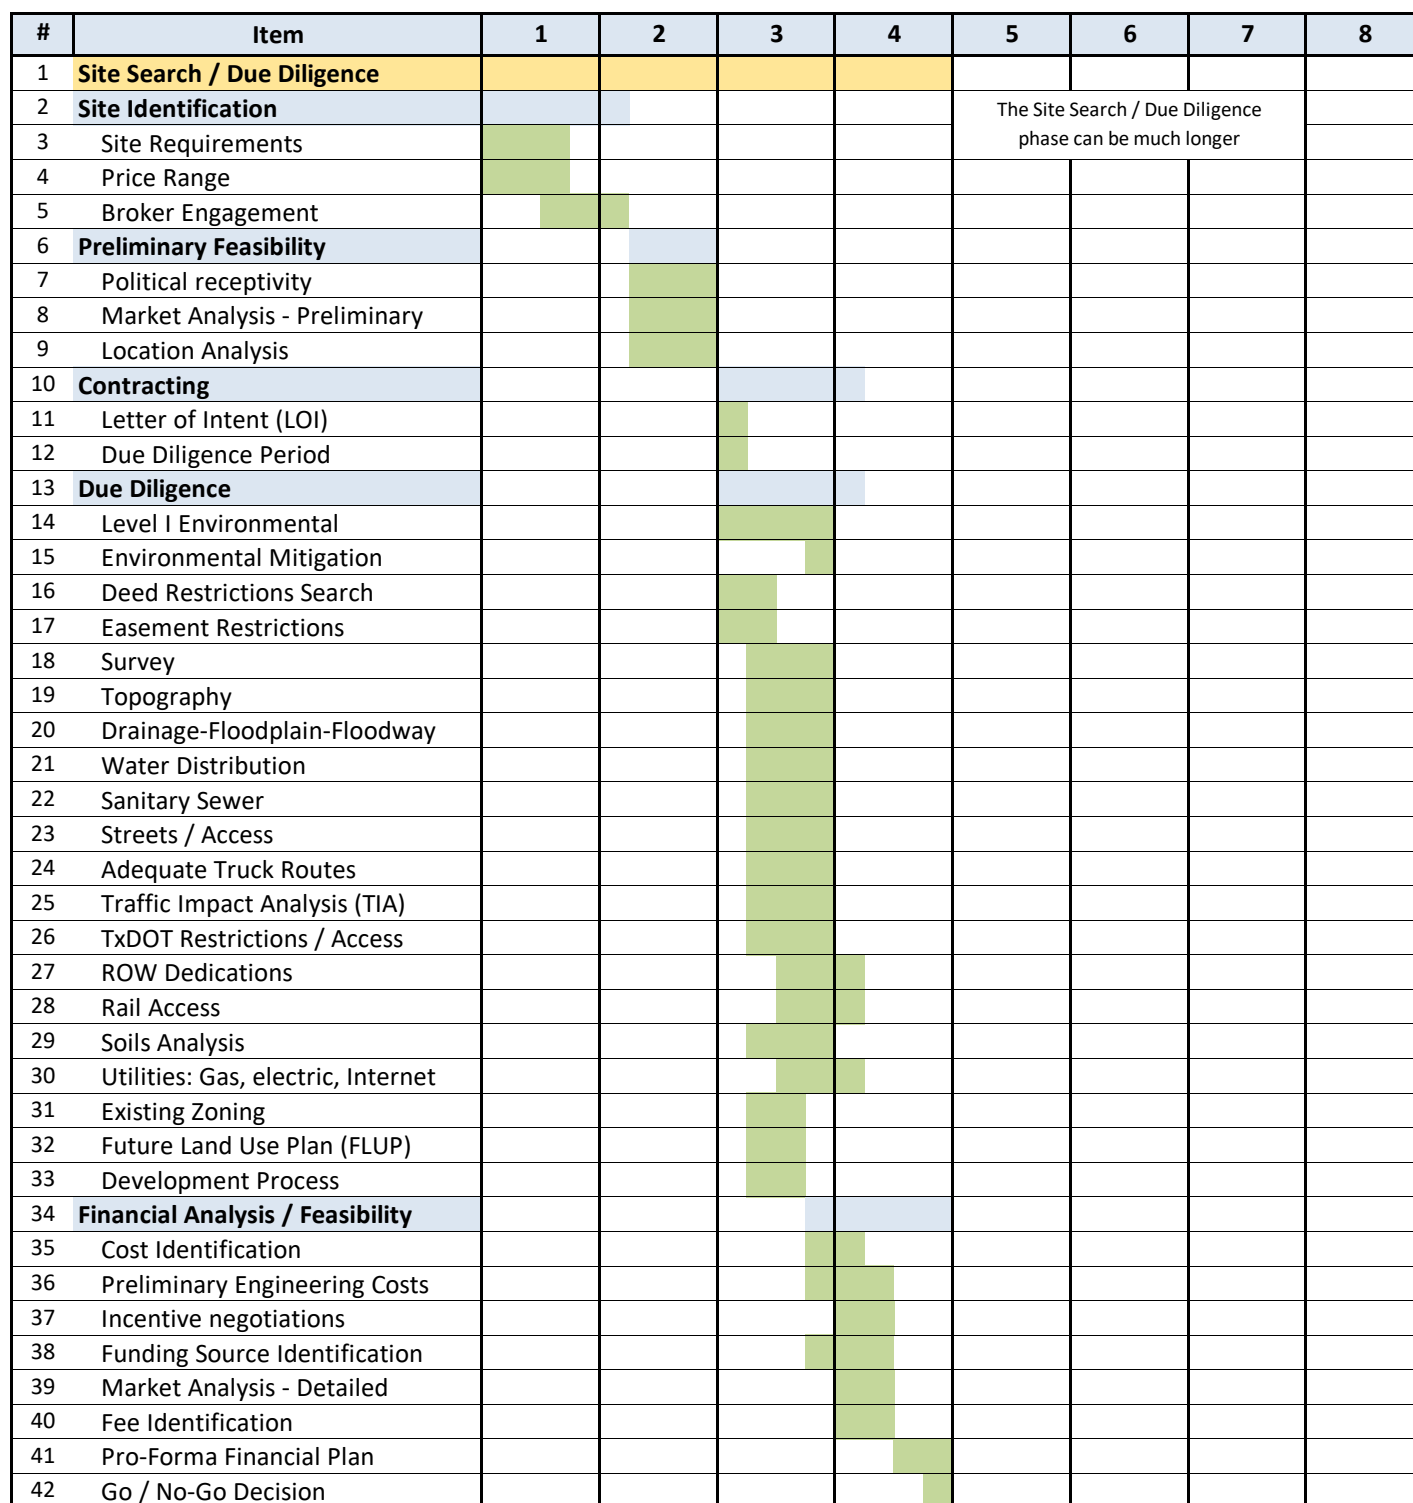 # Item 1 2 3 4 5 6 7 8
1 Site Search / Due Diligence
2 Site Identification
The Site Search / Due Diligence
phase can be much longer
3 Site Requirements
4 Price Range
5 Broker Engagement
6 Preliminary Feasibility
7 Political receptivity
8 Market Analysis - Preliminary
9 Location Analysis
10 Contracting
11 Letter of Intent (LOI)
12 Due Diligence Period
13 Due Diligence
14 Level I Environmental
15 Environmental Mitigation
16 Deed Restrictions Search
17 Easement Restrictions
18 Survey
19 Topography
20 Drainage-Floodplain-Floodway
21 Water Distribution
22 Sanitary Sewer
23 Streets / Access
24 Adequate Truck Routes
25 Traffic Impact Analysis (TIA)
26 TxDOT Restrictions / Access
27 ROW Dedications
28 Rail Access
29 Soils Analysis
30 Utilities: Gas, electric, Internet
31 Existing Zoning
32 Future Land Use Plan (FLUP)
33 Development Process
34 Financial Analysis / Feasibility
35 Cost Identification
36 Preliminary Engineering Costs
37 Incentive negotiations
38 Funding Source Identification
39 Market Analysis - Detailed
40 Fee Identification
41 Pro-Forma Financial Plan
42 Go / No-Go Decision